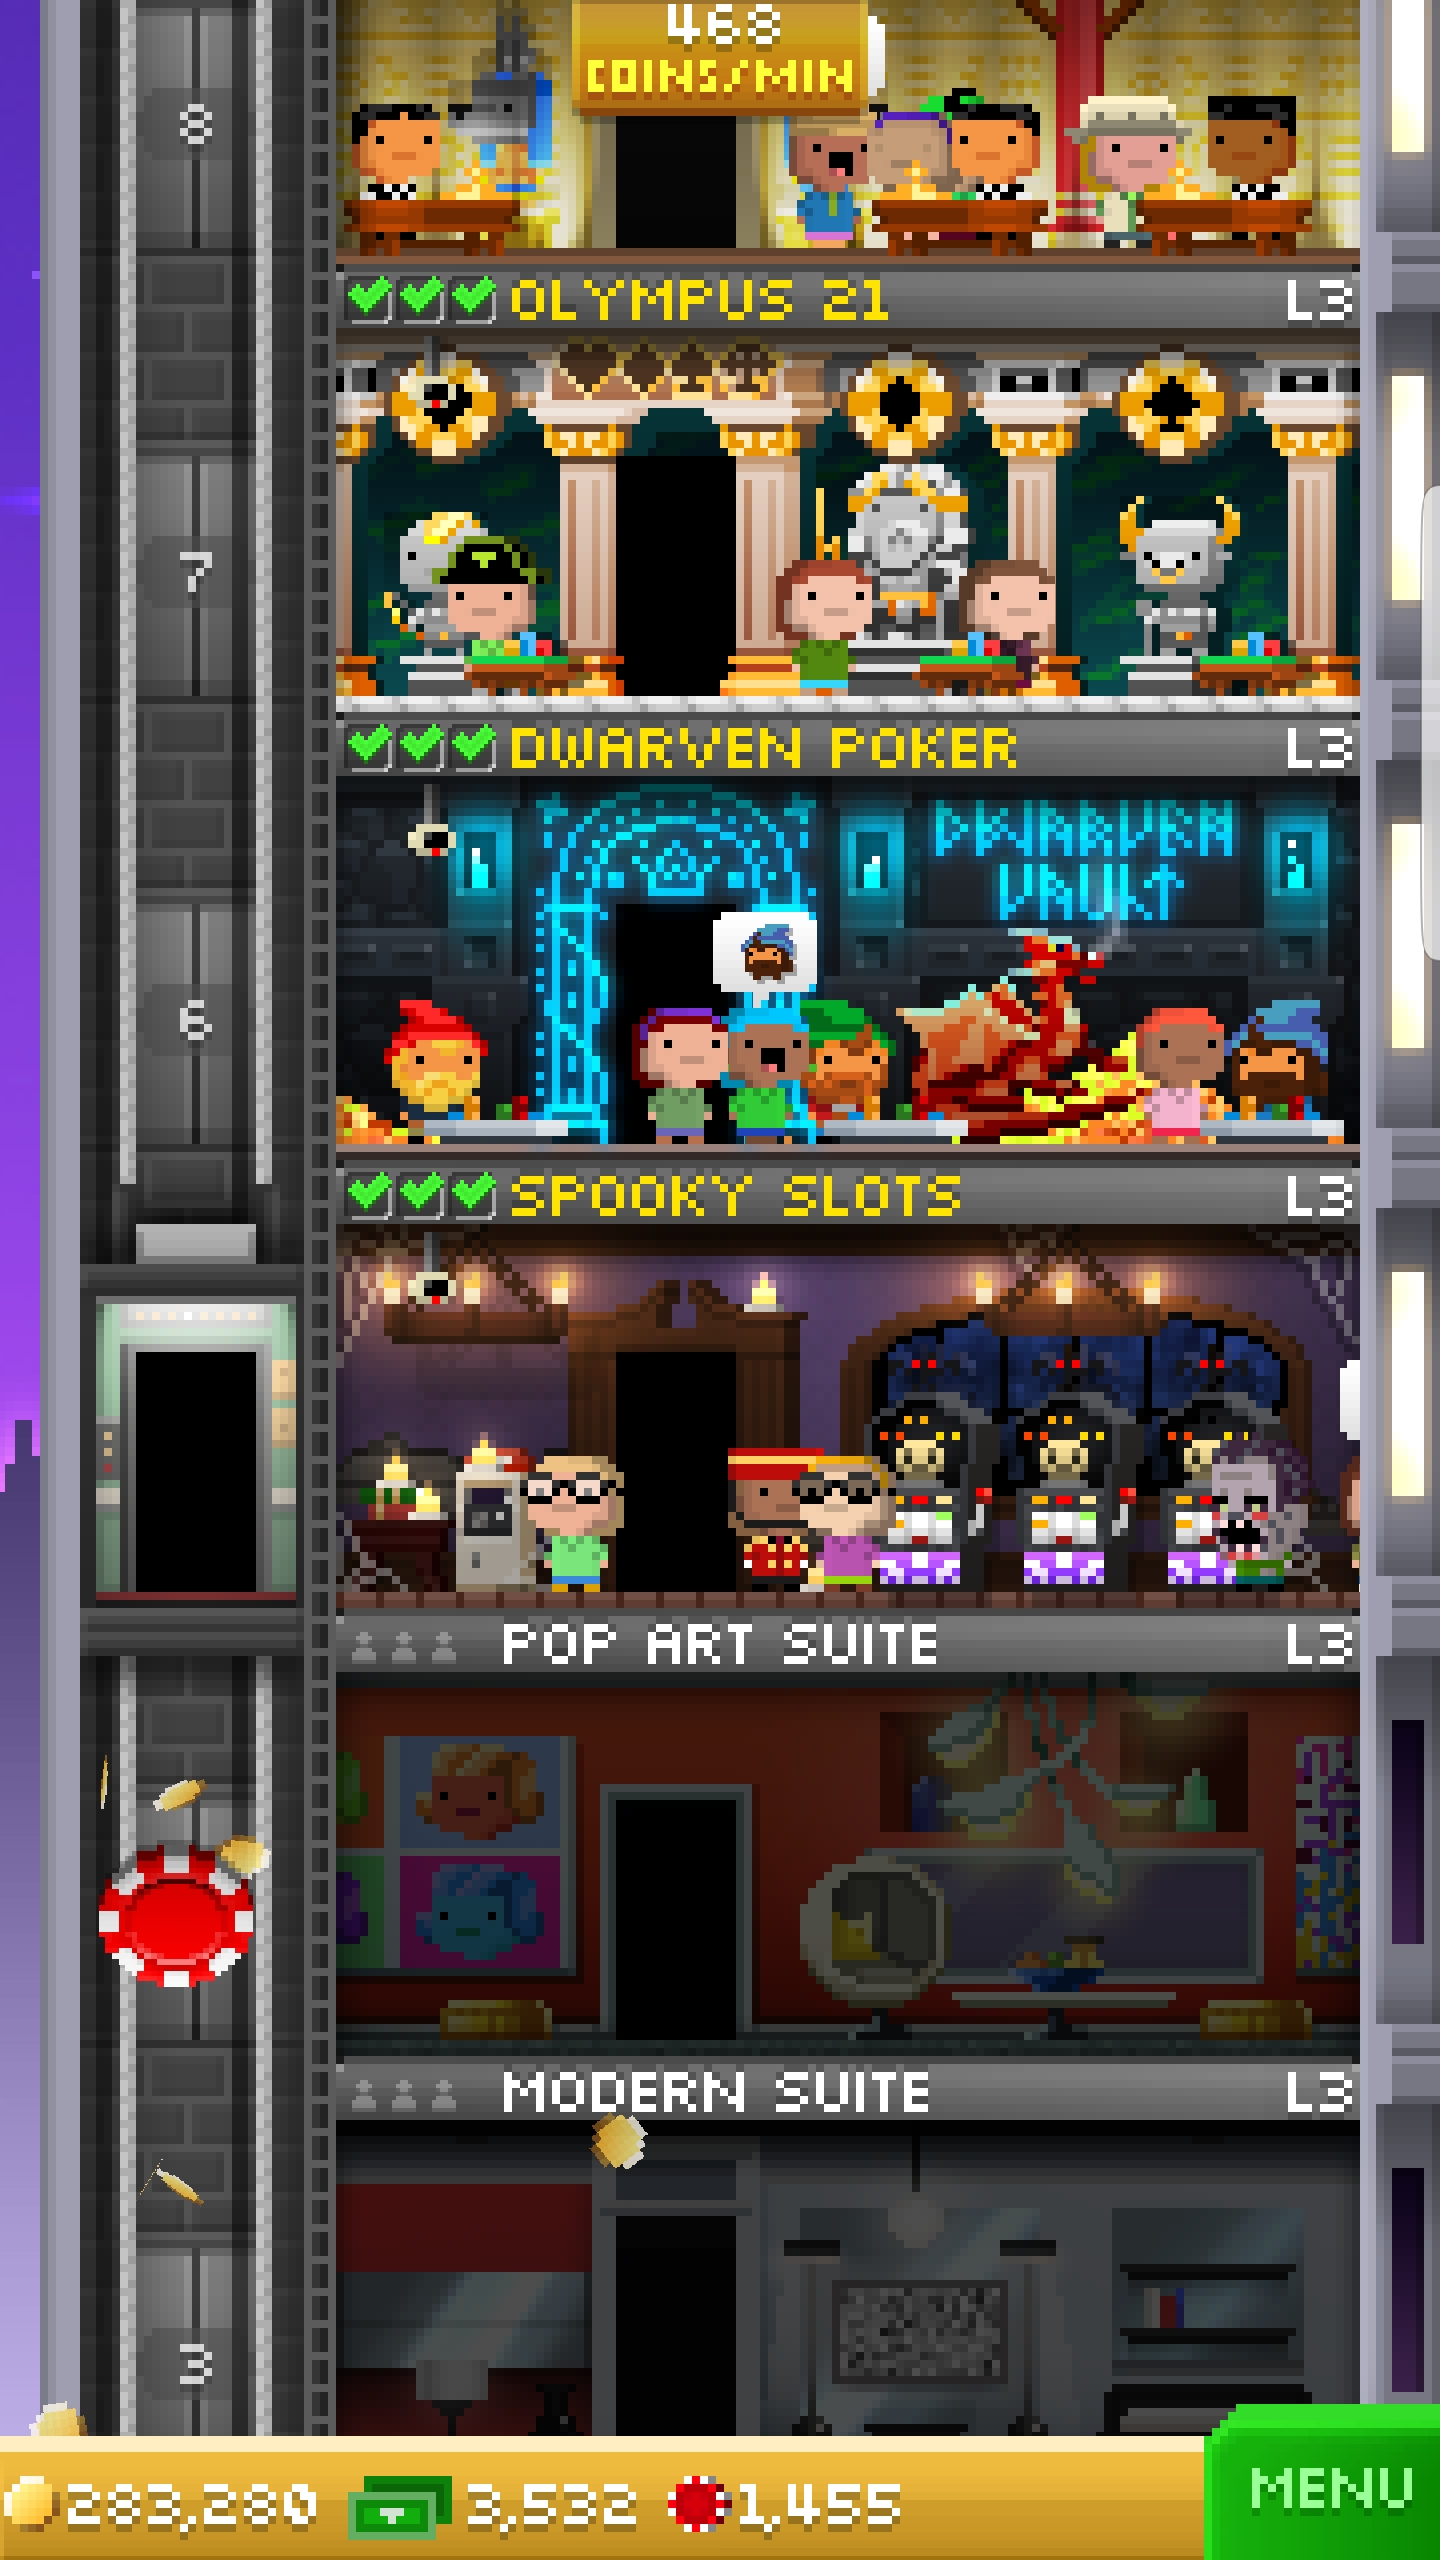 468
COINS/MIN
8
OLYMPUS 21 L3
7
DWARVEN POKER L3
DWARVEN
VAULT
6
SPOOKY SLOTS L3
POP ART SUITE L3
MODERN SUITE L3
3
283,280 3,532 1,455 MENU